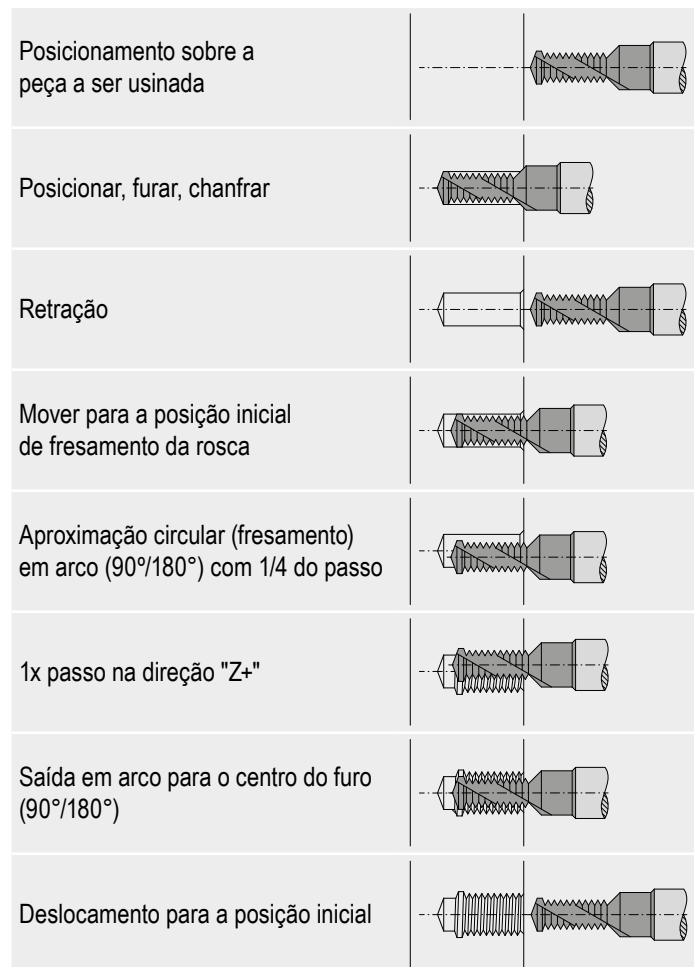 Posicionamento sobre a
peça a ser usinada
Posicionar, furar, chanfrar
Retração
Mover para a posição inicial
de fresamento da rosca
Aproximação circular (fresamento)
em arco (90º/180°) com 1/4 do passo
1x passo na direção "Z+"
Saída em arco para o centro do furo
(90°/180°)
Deslocamento para a posição inicial